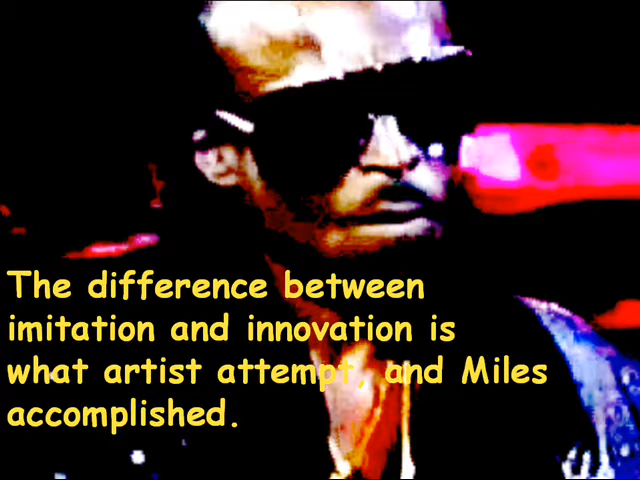 The difference between
imitation and innovation is
what artist attempt, and Miles
accomplished.